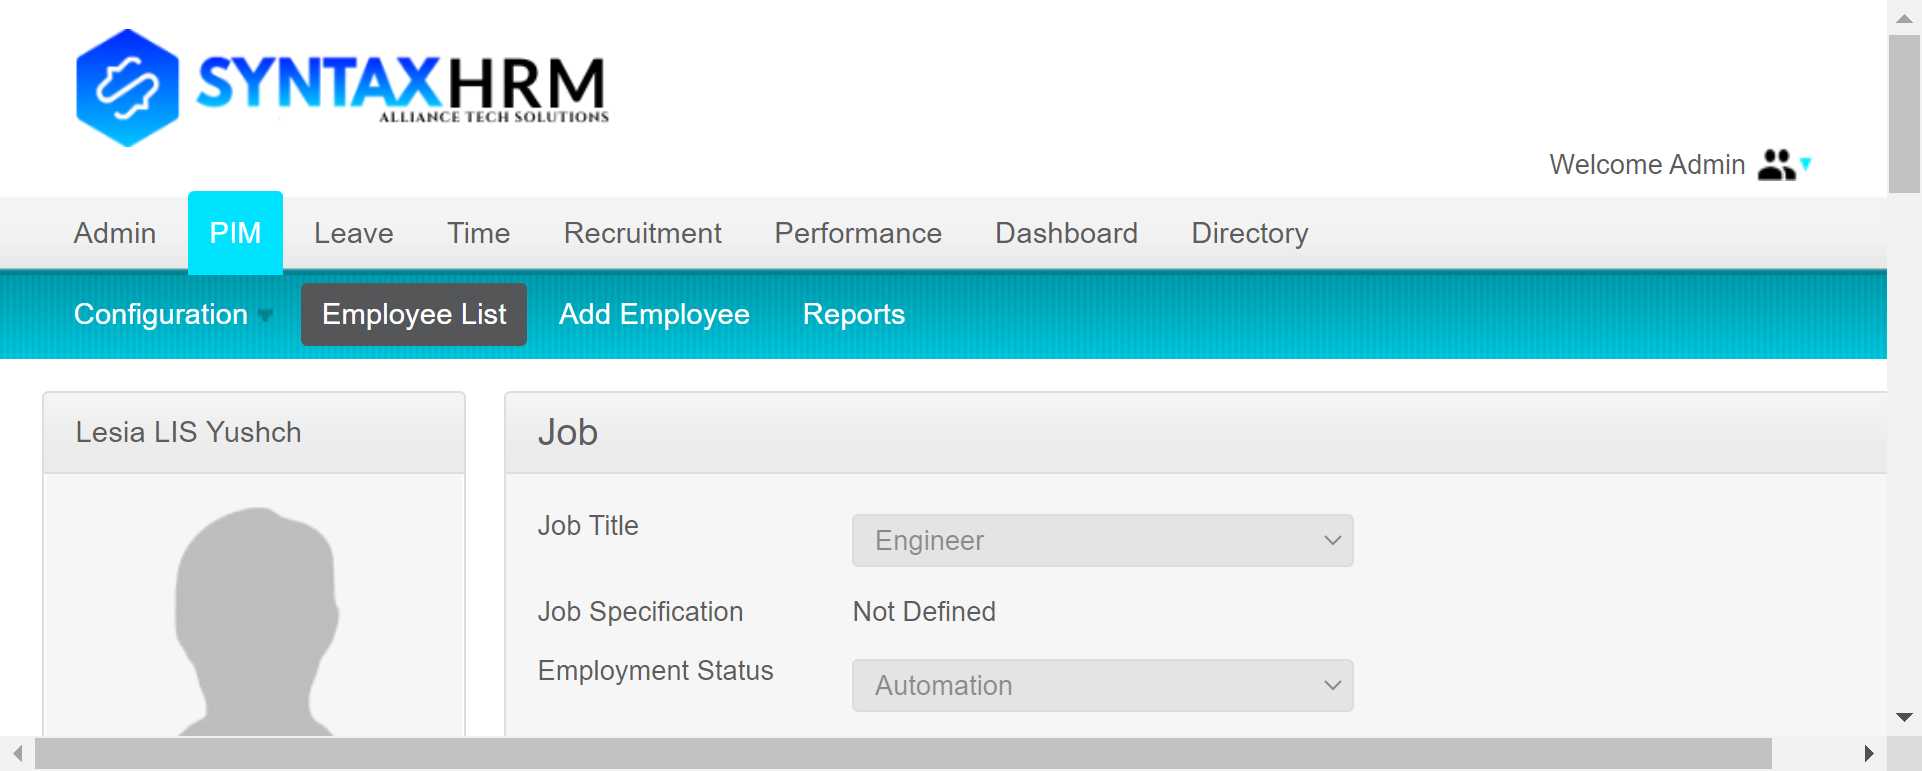 SYNTAXHRM
ALLIANCE TECH SOLUTIONS
Welcome Admin
Admin PIM Leave Time Recruitment Performance Dashboard Directory
Configuration Employee List Add Employee Reports
Lesia LIS Yushch
Job
Job Title Engineer
Job Specification Not Defined
Employment Status Automation